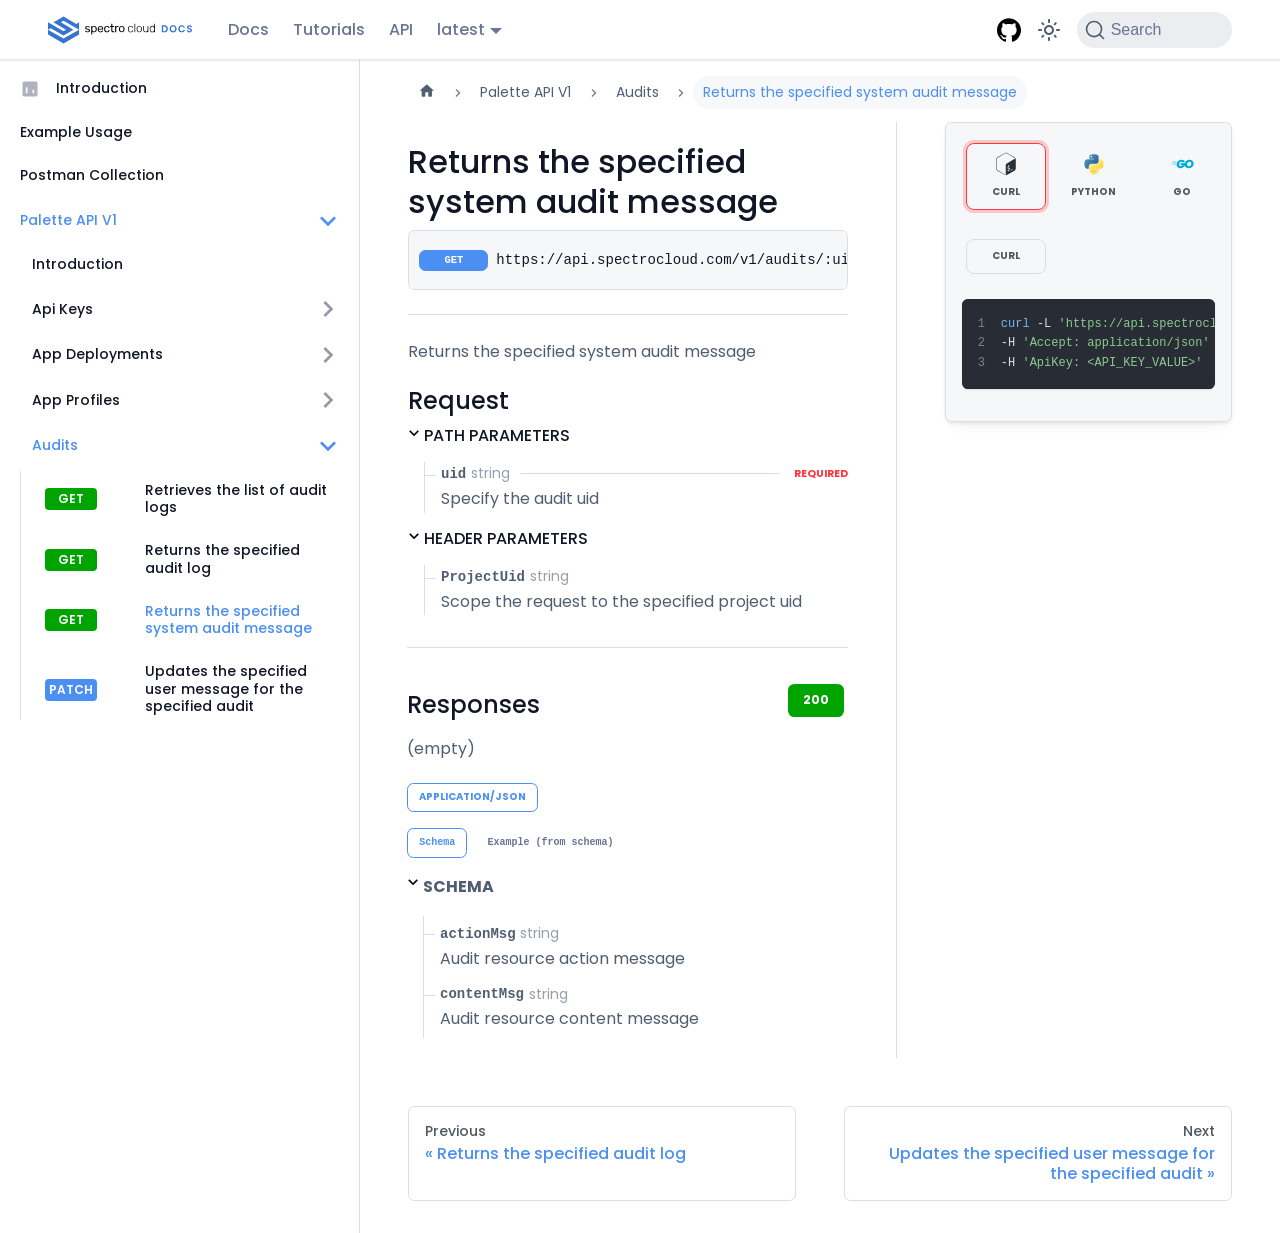 spectro cloud DOCS Docs Tutorials API latest Search
Introduction
Example Usage
Postman Collection
Palette API V1
Introduction
Api Keys
App Deployments
App Profiles
Audits
GET Retrieves the list of audit
logs
GET Returns the specified
audit log
GET Returns the specified
system audit message
PATCH Updates the specified
user message for the
specified audit
Palette API V1 Audits Returns the specified system audit message
Returns the specified
system audit message
GET https://api.spectrocloud.com/v1/audits/:ui
Returns the specified system audit message
Request
PATH PARAMETERS
uid string REQUIRED
Specify the audit uid
HEADER PARAMETERS
ProjectUid string
Scope the request to the specified project uid
Responses 200
(empty)
APPLICATION/JSON
Schema Example (from schema)
SCHEMA
actionMsg string
Audit resource action message
contentMsg string
Audit resource content message
CURL PYTHON GO
CURL
1 curl -L 'https://api.spectrocl
2 -H 'Accept: application/json'
3 -H 'ApiKey: <API_KEY_VALUE>'
Previous
« Returns the specified audit log
Next
Updates the specified user message for
the specified audit »